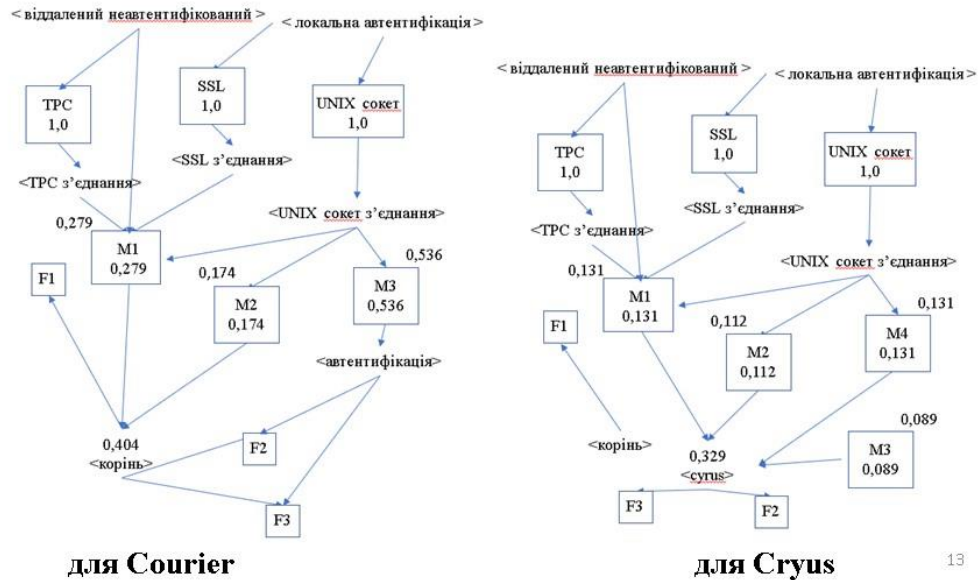 < віддалений неавтентифікований>
< локальна автентифікація>
TPC
1,0
SSL
1,0
UNIX сокет
1,0
<SSL з’єднання>
<TPC з’єднання>
<UNIX сокет з’єднання>
0,279
M1
0,279
F1
0,174
M2
0,174
0,536
M3
0,536
<автентифікація>
0,404
<корінь>
F2
F3
для Courier
< віддалений неавтентифікований>
< локальна автентифікація>
TPC
1,0
SSL
1,0
UNIX сокет
1,0
<SSL з’єднання>
<TPC з’єднання>
<UNIX сокет з’єднання>
0,131
M1
0,131
F1
0,112
M2
0,112
0,131
M4
0,131
<корінь>
0,329
<cyrus>
0,089
M3
0,089
F3
F2
для Cryus
13